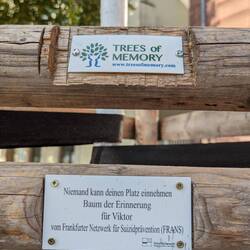 TREES of
MEMORY
www.treesofmemory.com
Niemand kann deinen Platz einnehmen
Baum der Erinnerung
für Viktor
vom Frankfurter Netzwerk für Suizidprävention (FRANS)